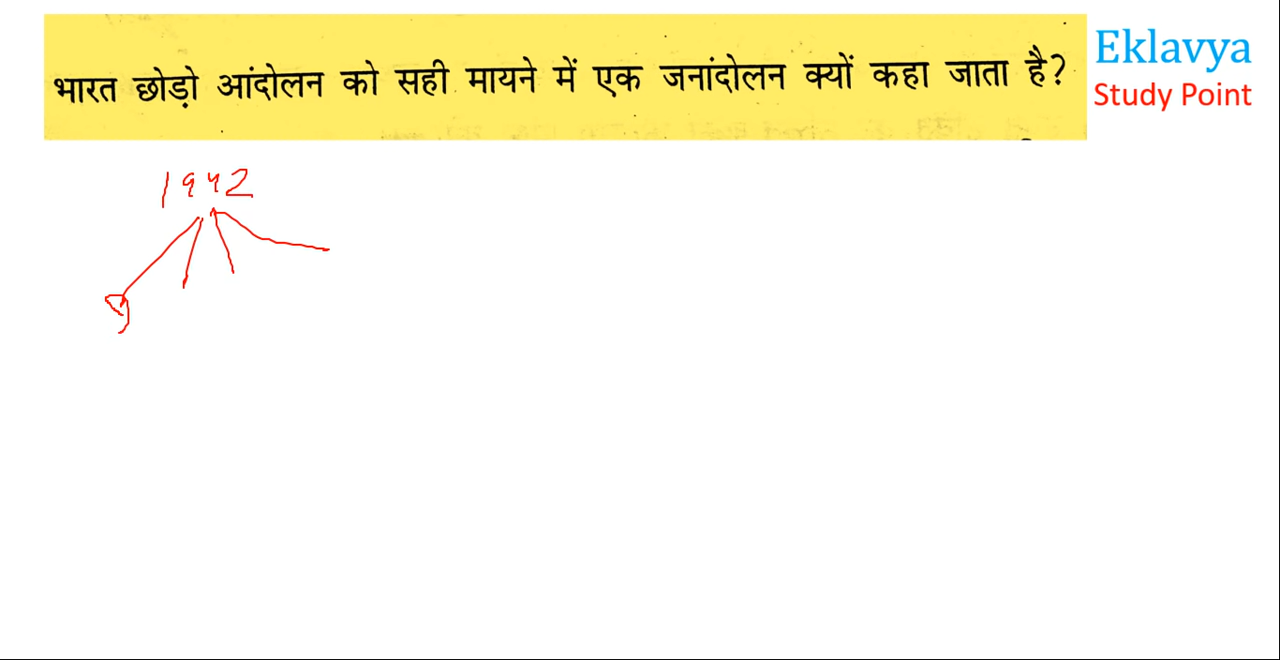 भारत छोड़ो आंदोलन को सही मायने में एक जनांदोलन क्यों कहा जाता है?
Eklavya
Study Point
1942